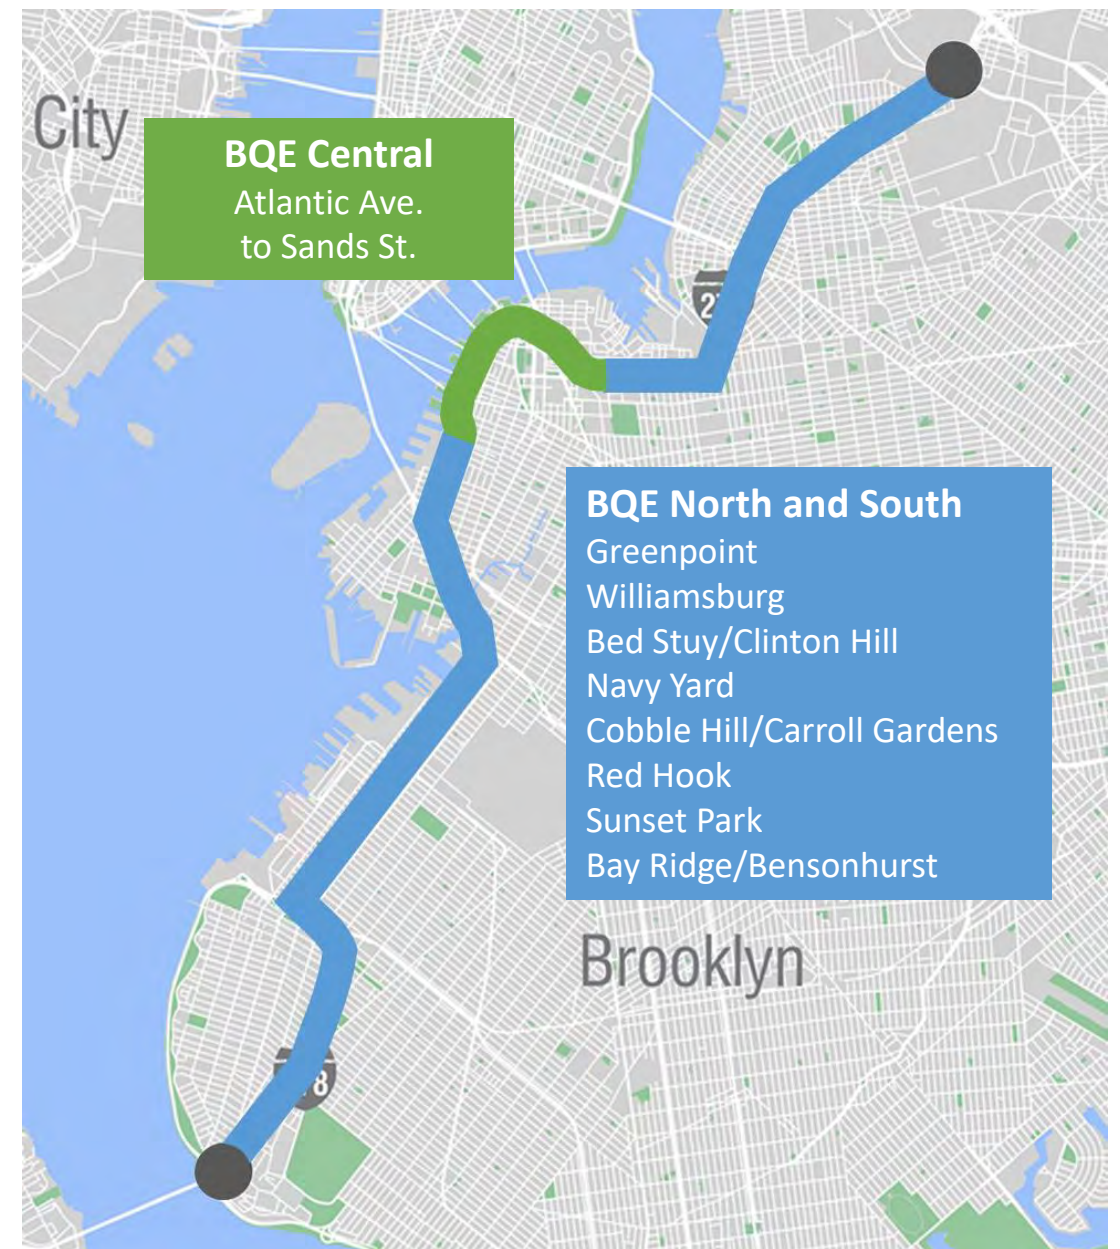 City
BQE Central
Atlantic Ave.
to Sands St.
BQE North and South
Greenpoint
Williamsburg
Bed Stuy/Clinton Hill
Navy Yard
Cobble Hill/Carroll Gardens
Red Hook
Sunset Park
Bay Ridge/Bensonhurst
Brooklyn